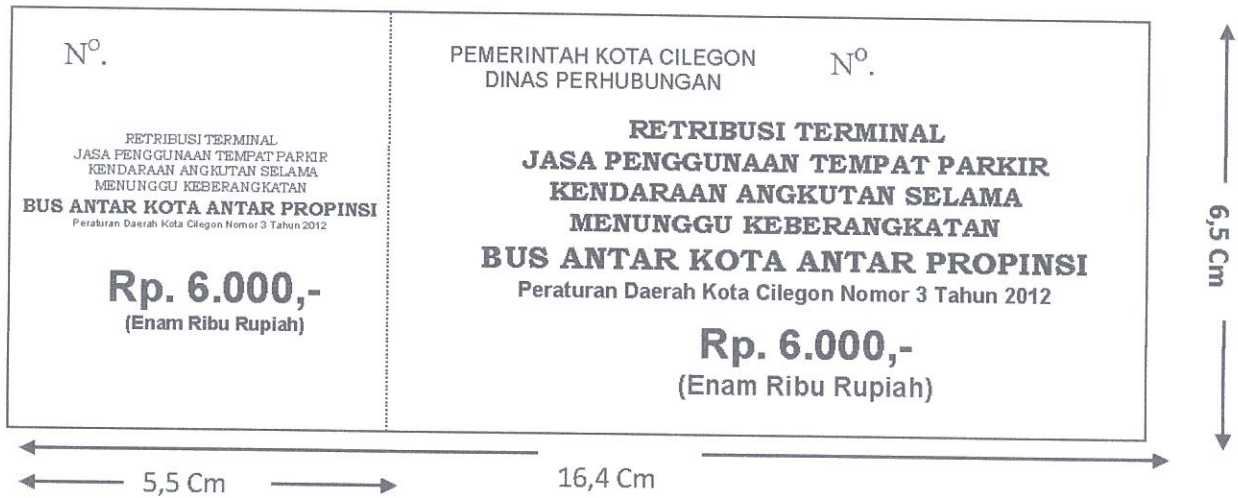 Nº.
RETRIBUSI TERMINAL
JASA PENGGUNAAN TEMPAT PARKIR
KENDARAAN ANGKUTAN SELAMA
MENUNGGU KEBERANGKATAN
BUS ANTAR KOTA ANTAR PROPINSI
Peraturan Daerah Kota Cilegon Nomor 3 Tahun 2012
Rp. 6.000,-
(Enam Ribu Rupiah)
PEMERINTAH KOTA CILEGON
DINAS PERHUBUNGAN
Nº.
RETRIBUSI TERMINAL
JASA PENGGUNAAN TEMPAT PARKIR
KENDARAAN ANGKUTAN SELAMA
MENUNGGU KEBERANGKATAN
BUS ANTAR KOTA ANTAR PROPINSI
Peraturan Daerah Kota Cilegon Nomor 3 Tahun 2012
Rp. 6.000,-
(Enam Ribu Rupiah)
6,5 Cm
5,5 Cm
16,4 Cm